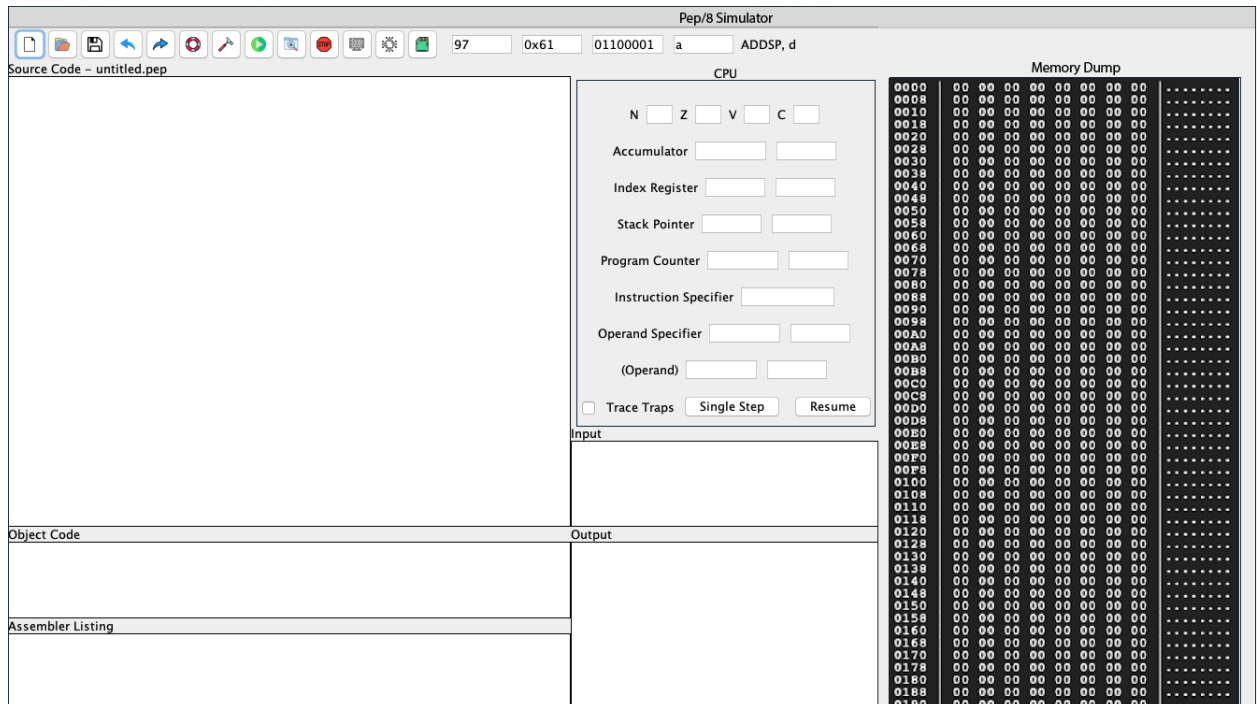 Pep/8 Simulator
STOP 97 0x61 01100001 a ADDSP, d
Source Code – untitled.pep
CPU
N Z V C
Accumulator
Index Register
Stack Pointer
Program Counter
Instruction Specifier
Operand Specifier
(Operand)
Trace Traps Single Step Resume
Input
Object Code
Output
Assembler Listing
Memory Dump
0000 00 00 00 00 00 00 00 00 ........
0008 00 00 00 00 00 00 00 00 ........
0010 00 00 00 00 00 00 00 00 ........
0018 00 00 00 00 00 00 00 00 ........
0020 00 00 00 00 00 00 00 00 ........
0028 00 00 00 00 00 00 00 00 ........
0030 00 00 00 00 00 00 00 00 ........
0038 00 00 00 00 00 00 00 00 ........
0040 00 00 00 00 00 00 00 00 ........
0048 00 00 00 00 00 00 00 00 ........
0050 00 00 00 00 00 00 00 00 ........
0058 00 00 00 00 00 00 00 00 ........
0060 00 00 00 00 00 00 00 00 ........
0068 00 00 00 00 00 00 00 00 ........
0070 00 00 00 00 00 00 00 00 ........
0078 00 00 00 00 00 00 00 00 ........
0080 00 00 00 00 00 00 00 00 ........
0088 00 00 00 00 00 00 00 00 ........
0090 00 00 00 00 00 00 00 00 ........
0098 00 00 00 00 00 00 00 00 ........
00A0 00 00 00 00 00 00 00 00 ........
00A8 00 00 00 00 00 00 00 00 ........
00B0 00 00 00 00 00 00 00 00 ........
00B8 00 00 00 00 00 00 00 00 ........
00C0 00 00 00 00 00 00 00 00 ........
00C8 00 00 00 00 00 00 00 00 ........
00D0 00 00 00 00 00 00 00 00 ........
00D8 00 00 00 00 00 00 00 00 ........
00E0 00 00 00 00 00 00 00 00 ........
00E8 00 00 00 00 00 00 00 00 ........
00F0 00 00 00 00 00 00 00 00 ........
00F8 00 00 00 00 00 00 00 00 ........
0100 00 00 00 00 00 00 00 00 ........
0108 00 00 00 00 00 00 00 00 ........
0110 00 00 00 00 00 00 00 00 ........
0118 00 00 00 00 00 00 00 00 ........
0120 00 00 00 00 00 00 00 00 ........
0128 00 00 00 00 00 00 00 00 ........
0130 00 00 00 00 00 00 00 00 ........
0138 00 00 00 00 00 00 00 00 ........
0140 00 00 00 00 00 00 00 00 ........
0148 00 00 00 00 00 00 00 00 ........
0150 00 00 00 00 00 00 00 00 ........
0158 00 00 00 00 00 00 00 00 ........
0160 00 00 00 00 00 00 00 00 ........
0168 00 00 00 00 00 00 00 00 ........
0170 00 00 00 00 00 00 00 00 ........
0178 00 00 00 00 00 00 00 00 ........
0180 00 00 00 00 00 00 00 00 ........
0188 00 00 00 00 00 00 00 00 ........